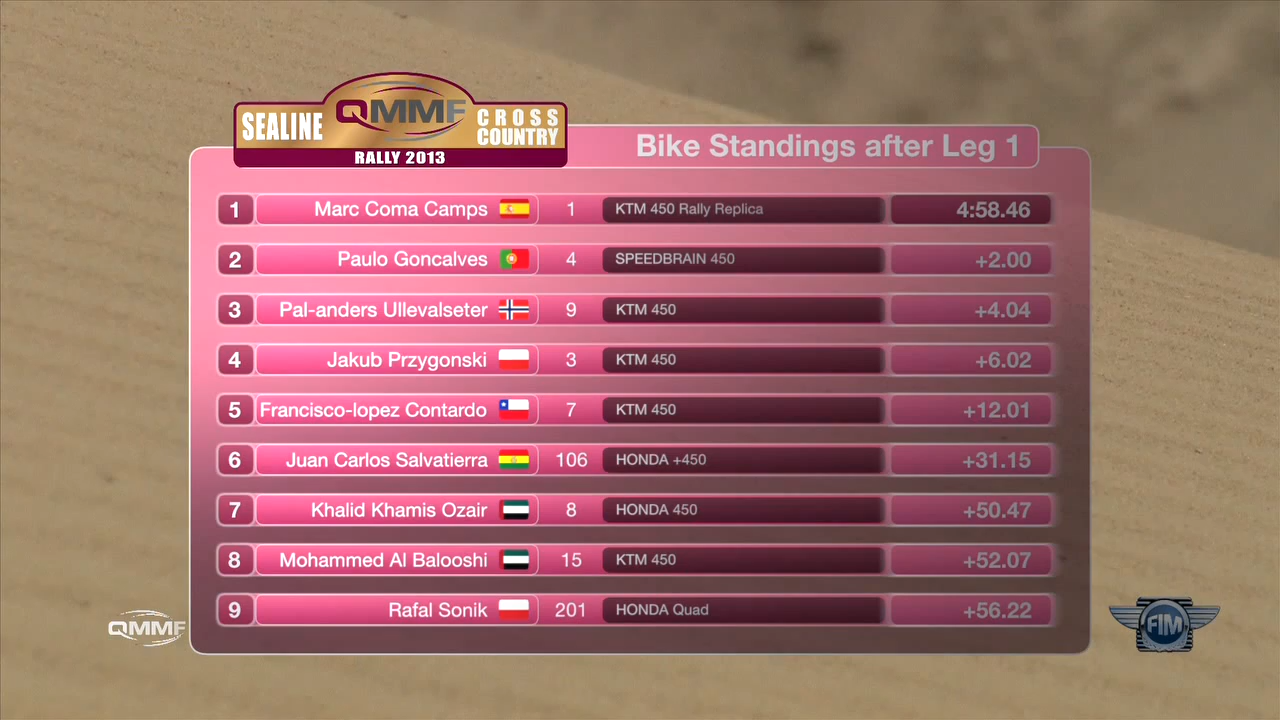 SEALINE QMMF CROSS COUNTRY
RALLY 2013
Bike Standings after Leg 1
1 Marc Coma Camps 1 KTM 450 Rally Replica 4:58.46
2 Paulo Goncalves 4 SPEEDBRAIN 450 +2.00
3 Pal-anders Ullevalseter 9 KTM 450 +4.04
4 Jakub Przygonski 3 KTM 450 +6.02
5 Francisco-lopez Contardo 7 KTM 450 +12.01
6 Juan Carlos Salvatierra 106 HONDA +450 +31.15
7 Khalid Khamis Ozair 8 HONDA 450 +50.47
8 Mohammed Al Balooshi 15 KTM 450 +52.07
9 Rafal Sonik 201 HONDA Quad +56.22
QMMF
FIM